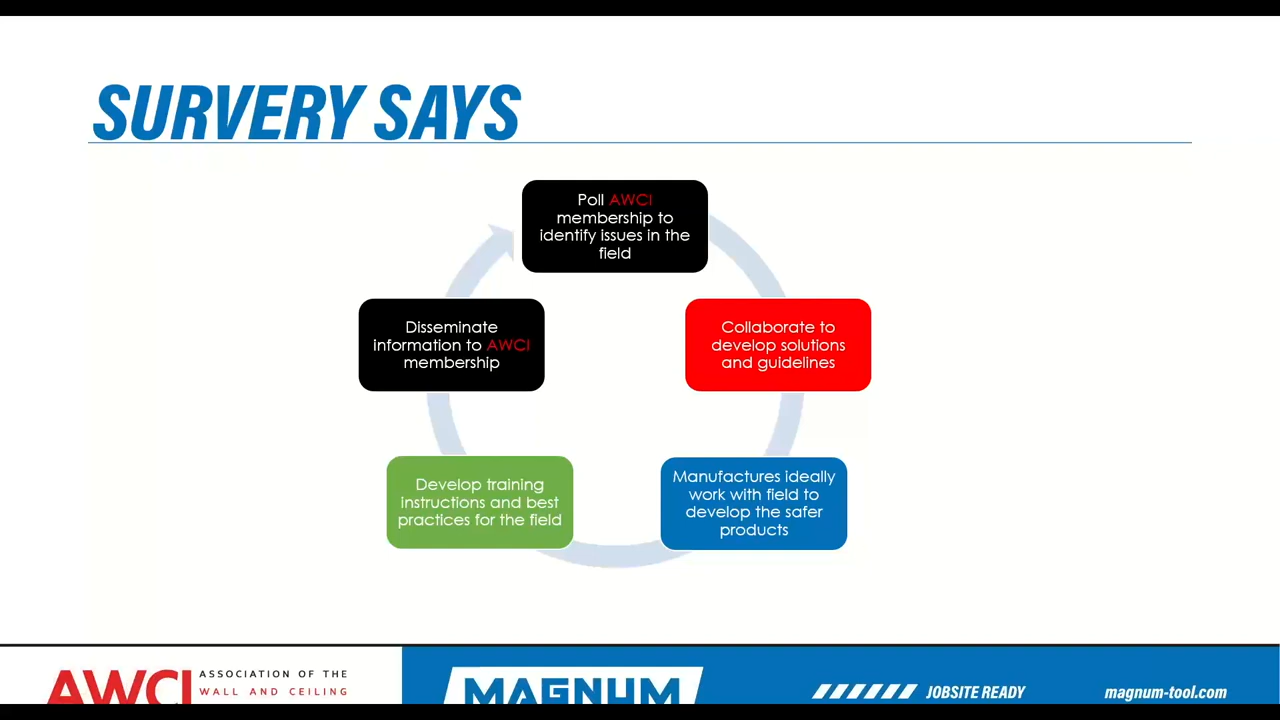 SURVERY SAYS
Poll AWCI
membership to
identify issues in the
field
Collaborate to
develop solutions
and guidelines
Manufactures ideally
work with field to
develop the safer
products
Develop training
instructions and best
practices for the field
Disseminate
information to AWCI
membership
AWCI
ASSOCIATION OF THE
WALL AND CEILING
MAGNUM
JOBSITE READY
magnum-tool.com